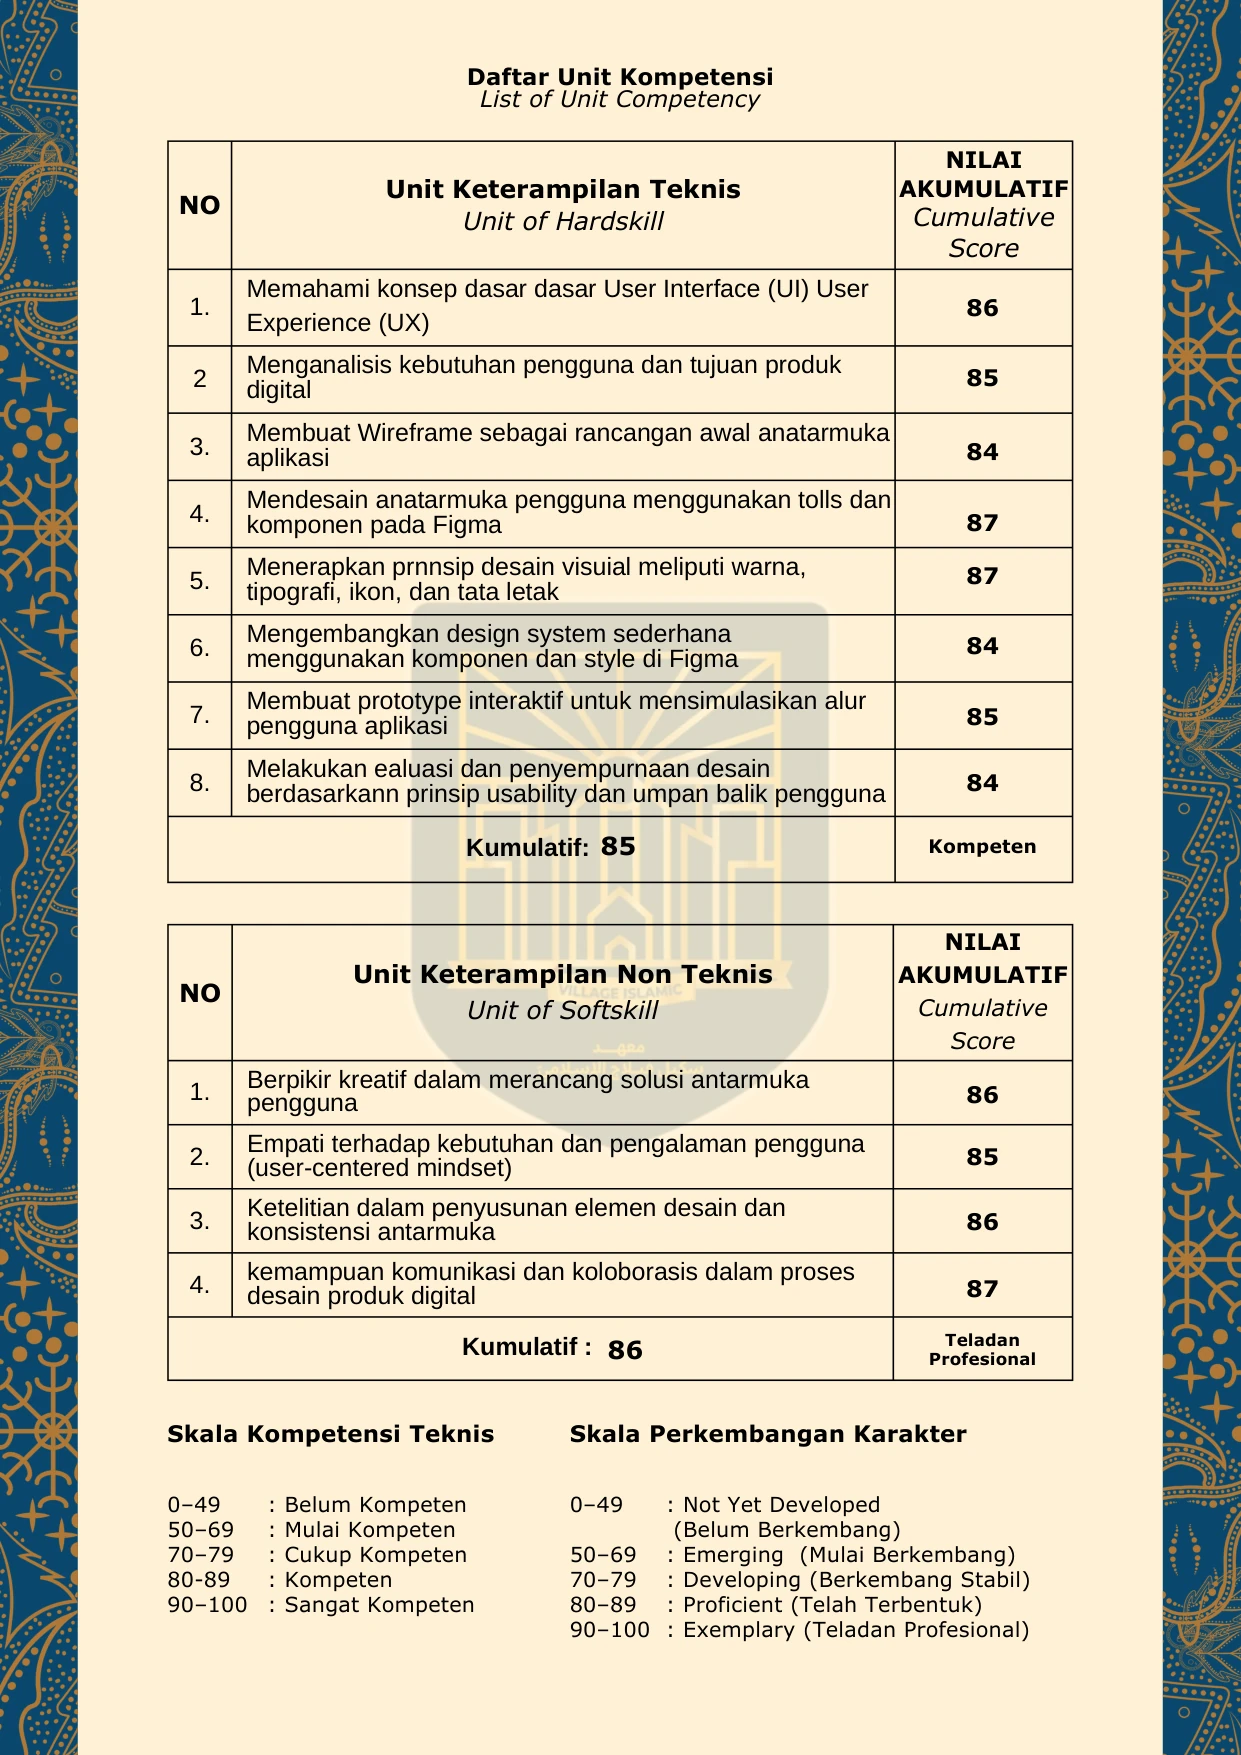 Daftar Unit Kompetensi
List of Unit Competency
NO
Unit Keterampilan Teknis
Unit of Hardskill
NILAI
AKUMULATIF
Cumulative
Score
1.
Memahami konsep dasar dasar User Interface (UI) User
Experience (UX)
86
2
Menganalisis kebutuhan pengguna dan tujuan produk
digital
85
3.
Membuat Wireframe sebagai rancangan awal anatarmuka
aplikasi
84
4.
Mendesain anatarmuka pengguna menggunakan tolls dan
komponen pada Figma
87
5.
Menerapkan prnnsip desain visuial meliputi warna,
tipografi, ikon, dan tata letak
87
6.
Mengembangkan design system sederhana
menggunakan komponen dan style di Figma
84
7.
Membuat prototype interaktif untuk mensimulasikan alur
pengguna aplikasi
85
8.
Melakukan ealuasi dan penyempurnaan desain
berdasarkann prinsip usability dan umpan balik pengguna
84
Kumulatif: 85
Kompeten
NO
Unit Keterampilan Non Teknis
Unit of Softskill
NILAI
AKUMULATIF
Cumulative
Score
VILLAGE ISLAMIC
معهد
1.
Berpikir kreatif dalam merancang solusi antarmuka
pengguna
86
2.
Empati terhadap kebutuhan dan pengalaman pengguna
(user-centered mindset)
85
3.
Ketelitian dalam penyusunan elemen desain dan
konsistensi antarmuka
86
4.
kemampuan komunikasi dan koloborasis dalam proses
desain produk digital
87
Kumulatif : 86
Teladan
Profesional
Skala Kompetensi Teknis
0–49 : Belum Kompeten
50–69 : Mulai Kompeten
70–79 : Cukup Kompeten
80-89 : Kompeten
90–100 : Sangat Kompeten
Skala Perkembangan Karakter
0–49 : Not Yet Developed
(Belum Berkembang)
50–69 : Emerging (Mulai Berkembang)
70–79 : Developing (Berkembang Stabil)
80–89 : Proficient (Telah Terbentuk)
90–100 : Exemplary (Teladan Profesional)